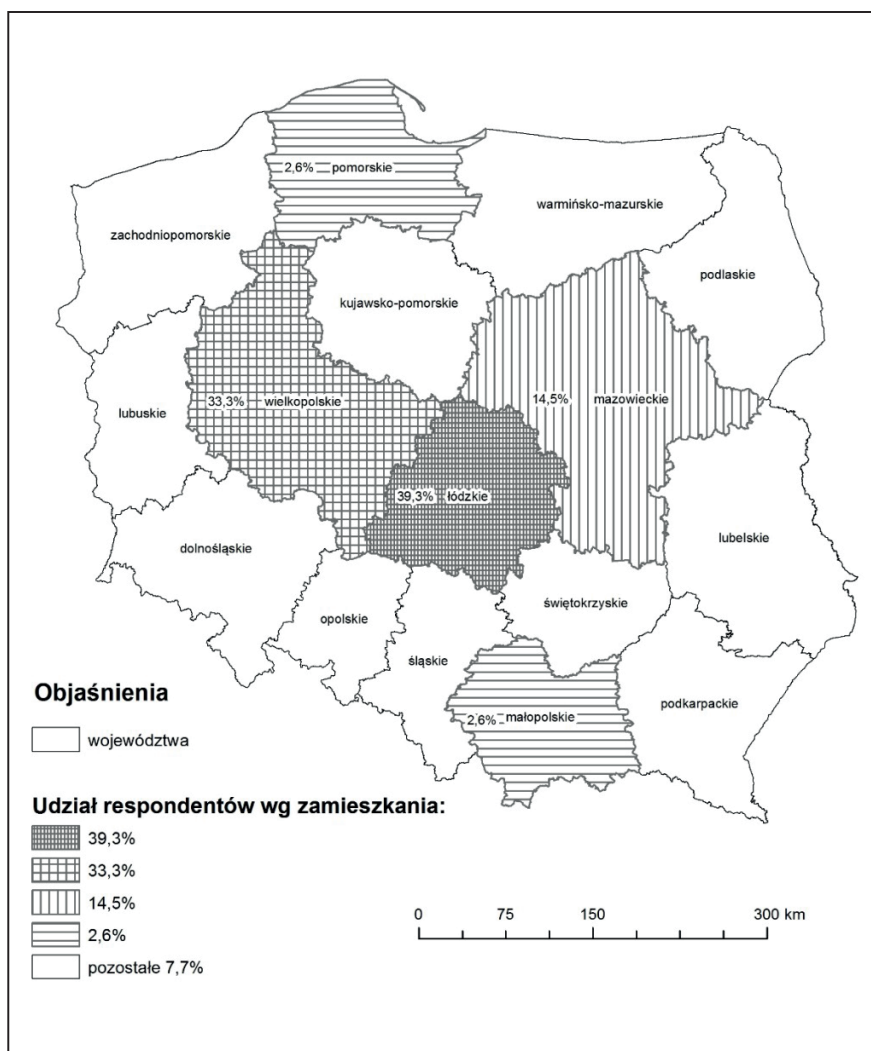 2,6% pomorskie
warmińsko-mazurskie
zachodniopomorskie
podlaskie
kujawsko-pomorskie
33,3% wielkopolskie
14,5% mazowieckie
lubuskie
39,3% łódzkie
lubelskie
dolnośląskie
świętokrzyskie
opolskie
śląskie
podkarpackie
2,6% małopolskie
Objaśnienia
województwa
Udział respondentów wg zamieszkania:
39,3%
33,3%
14,5%
2,6%
pozostałe 7,7%
0 75 150 300 km